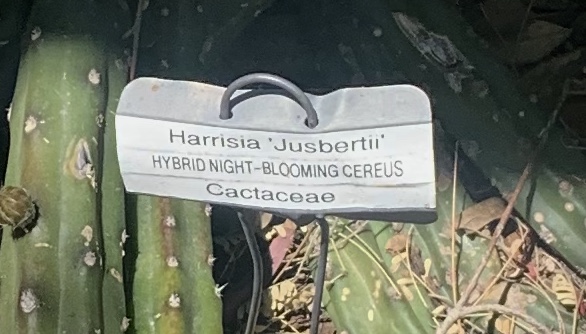 Harrisia 'Jusbertii'
HYBRID NIGHT-BLOOMING CEREUS
Cactaceae